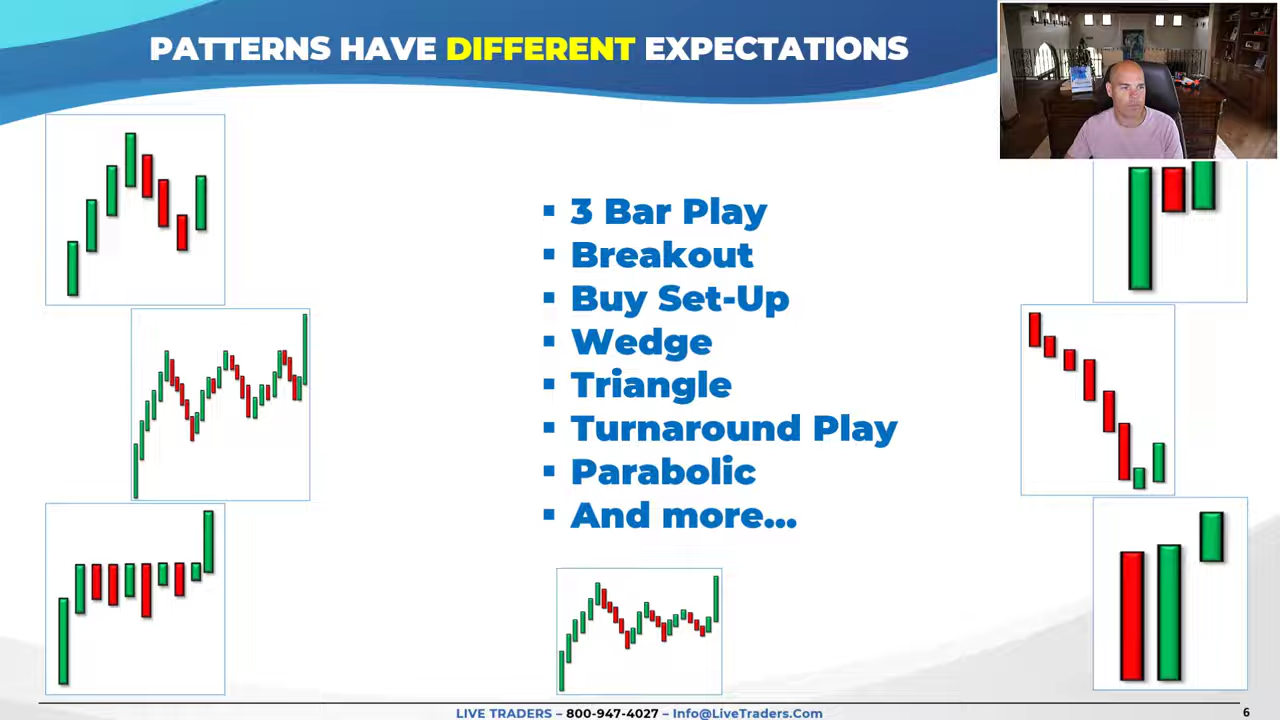 PATTERNS HAVE DIFFERENT EXPECTATIONS
▪ 3 Bar Play
▪ Breakout
▪ Buy Set-Up
▪ Wedge
▪ Triangle
▪ Turnaround Play
▪ Parabolic
▪ And more...
LIVE TRADERS – 800-947-4027 – Info@LiveTraders.Com
6